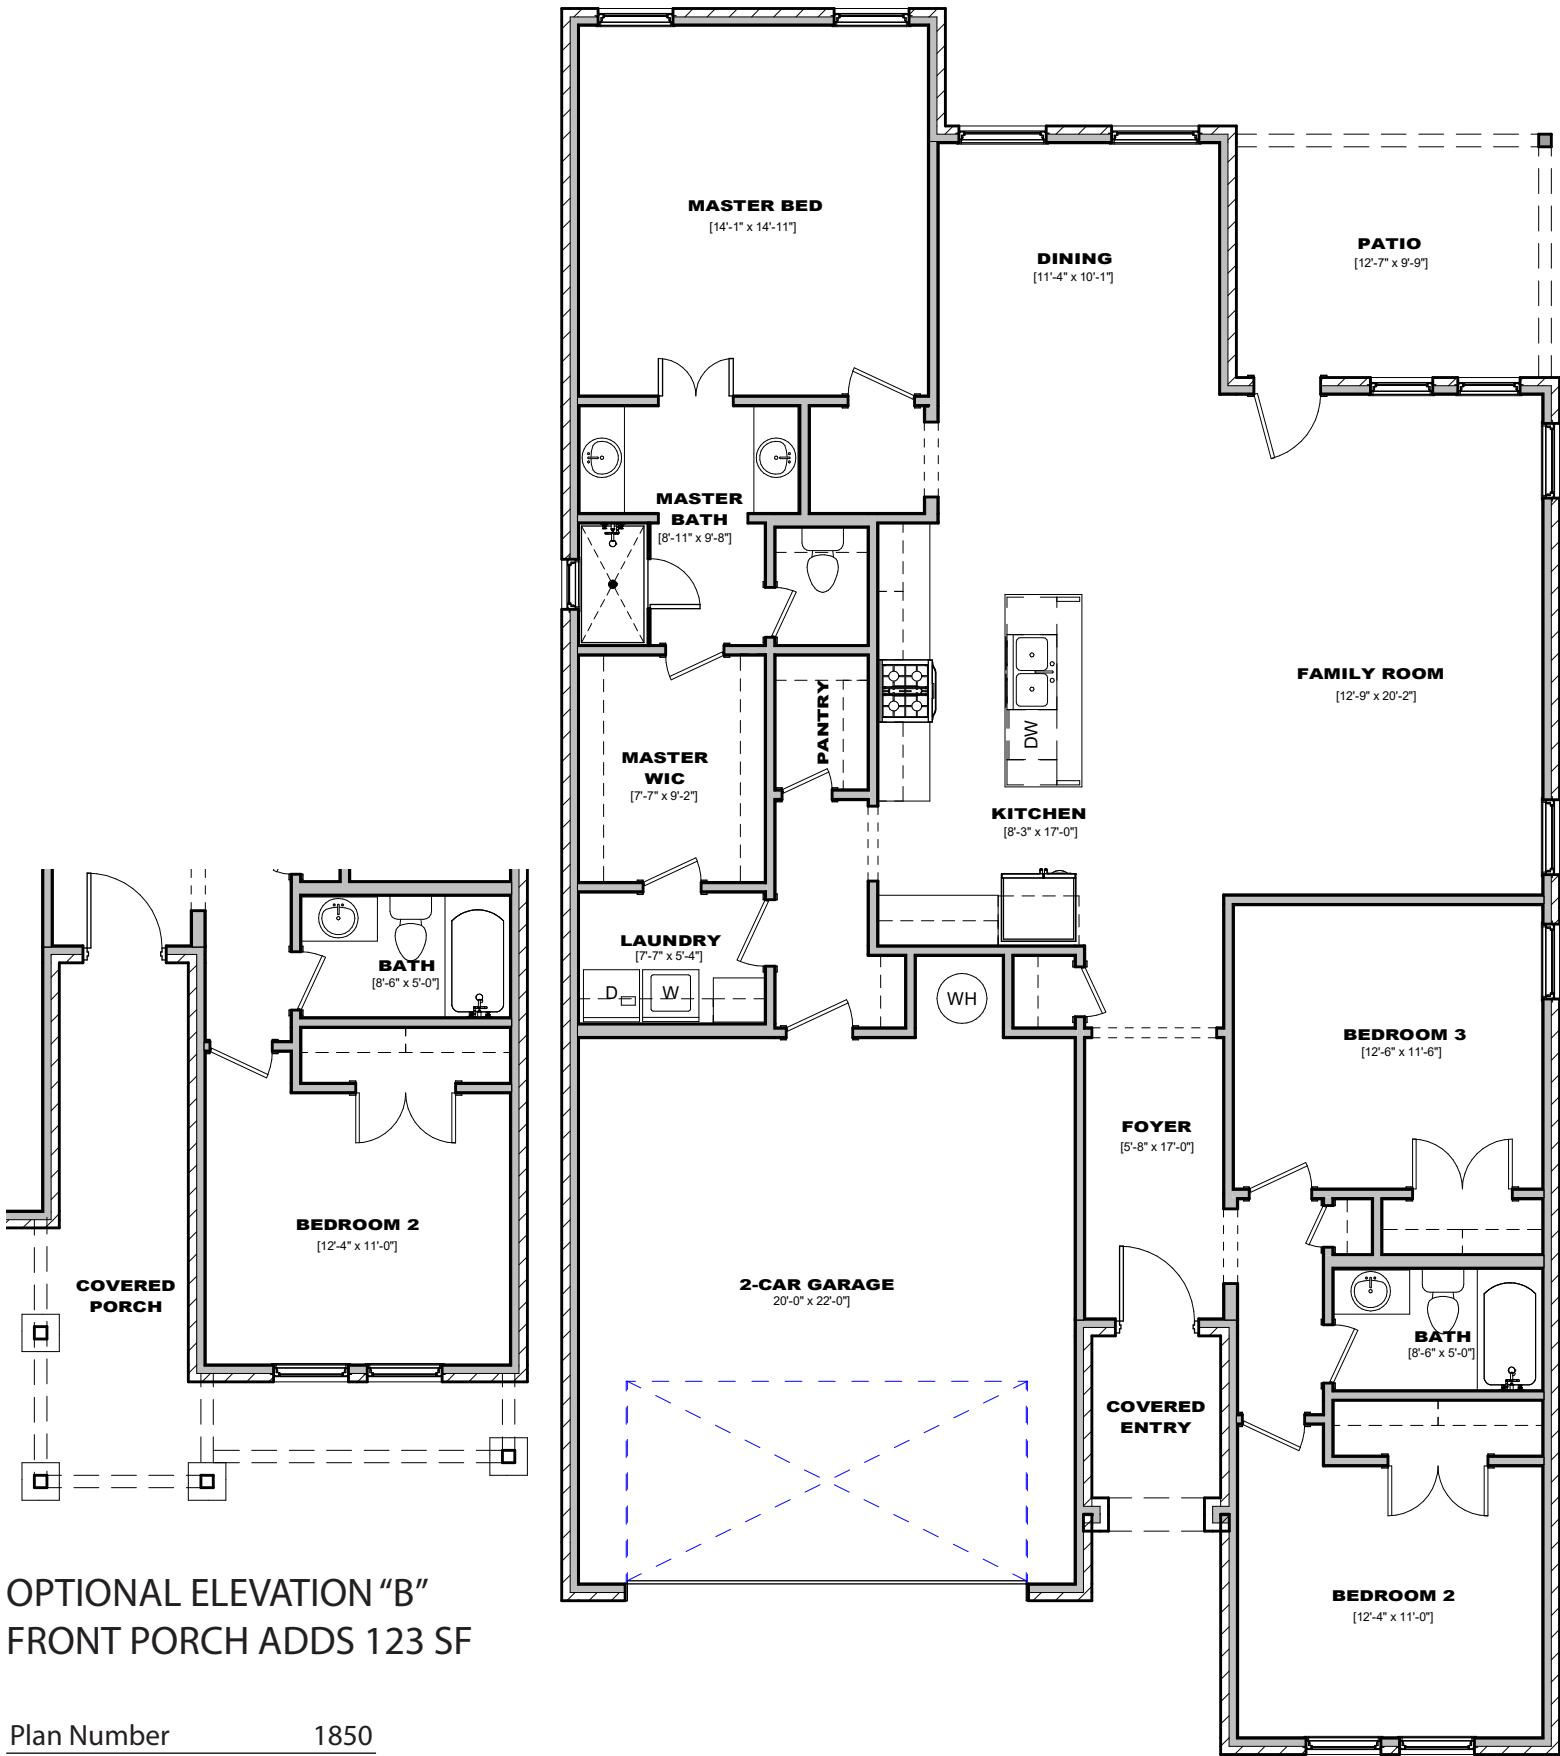 MASTER BED
[14'-1" x 14'-11"]
DINING
[11'-4" x 10'-1"]
PATIO
[12'-7" x 9'-9"]
MASTER
BATH
[8'-11" x 9'-8"]
FAMILY ROOM
[12'-9" x 20'-2"]
PANTRY
DW
MASTER
WIC
[7'-7" x 9'-2"]
KITCHEN
[8'-3" x 17'-0"]
LAUNDRY
[7'-7" x 5'-4"]
D
W
WH
BEDROOM 3
[12'-6" x 11'-6"]
FOYER
[5'-8" x 17'-0"]
2-CAR GARAGE
20'-0" x 22'-0"]
BATH
[8'-6" x 5'-0"]
COVERED
ENTRY
BEDROOM 2
[12'-4" x 11'-0"]
BATH
[8'-6" x 5'-0"]
BEDROOM 2
[12'-4" x 11'-0"]
COVERED
PORCH
OPTIONAL ELEVATION “B”
FRONT PORCH ADDS 123 SF
Plan Number 1850